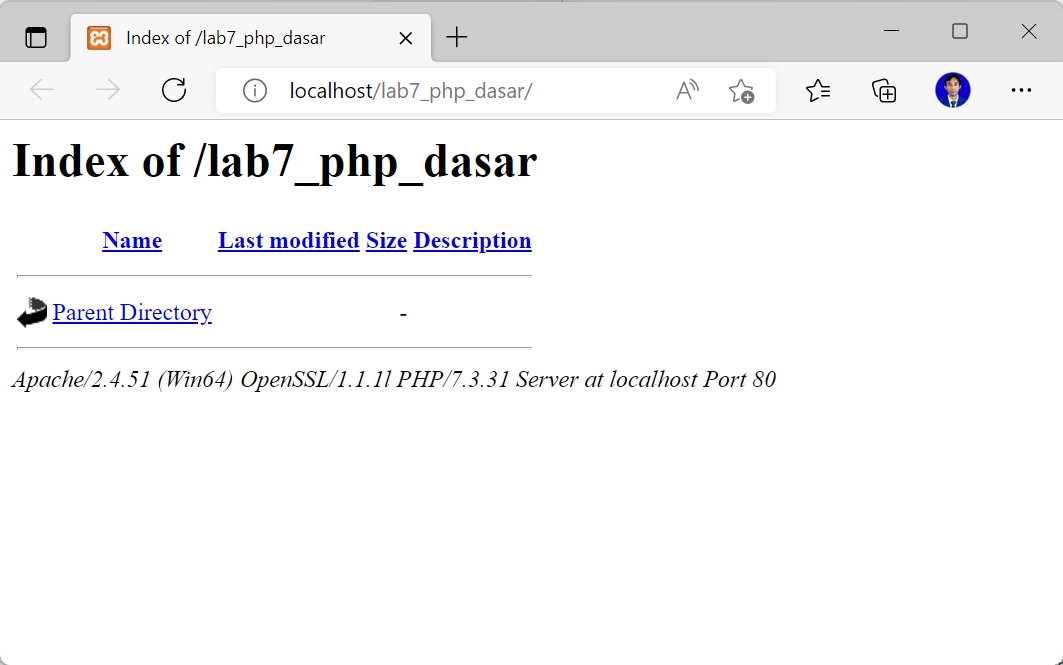 Index of /lab7_php_dasar
localhost/lab7_php_dasar/
Index of /lab7_php_dasar
Name Last modified Size Description
Parent Directory -
Apache/2.4.51 (Win64) OpenSSL/1.1.1l PHP/7.3.31 Server at localhost Port 80